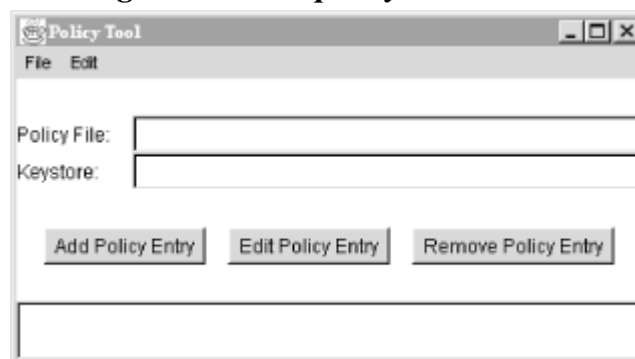 Policy Tool
File Edit
Policy File:
Keystore:
Add Policy Entry Edit Policy Entry Remove Policy Entry